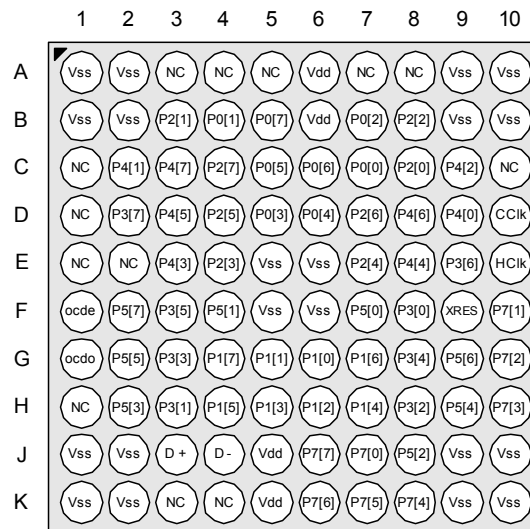 1 2 3 4 5 6 7 8 9 10
A Vss Vss NC NC NC Vdd NC NC Vss Vss
B Vss Vss P2[1] P0[1] P0[7] Vdd P0[2] P2[2] Vss Vss
C NC P4[1] P4[7] P2[7] P0[5] P0[6] P0[0] P2[0] P4[2] NC
D NC P3[7] P4[5] P2[5] P0[3] P0[4] P2[6] P4[6] P4[0] CClk
E NC NC P4[3] P2[3] Vss Vss P2[4] P4[4] P3[6] HClk
F ocde P5[7] P3[5] P5[1] Vss Vss P5[0] P3[0] XRES P7[1]
G ocdo P5[5] P3[3] P1[7] P1[1] P1[0] P1[6] P3[4] P5[6] P7[2]
H NC P5[3] P3[1] P1[5] P1[3] P1[2] P1[4] P3[2] P5[4] P7[3]
J Vss Vss D + D - Vdd P7[7] P7[0] P5[2] Vss Vss
K Vss Vss NC NC Vdd P7[6] P7[5] P7[4] Vss Vss